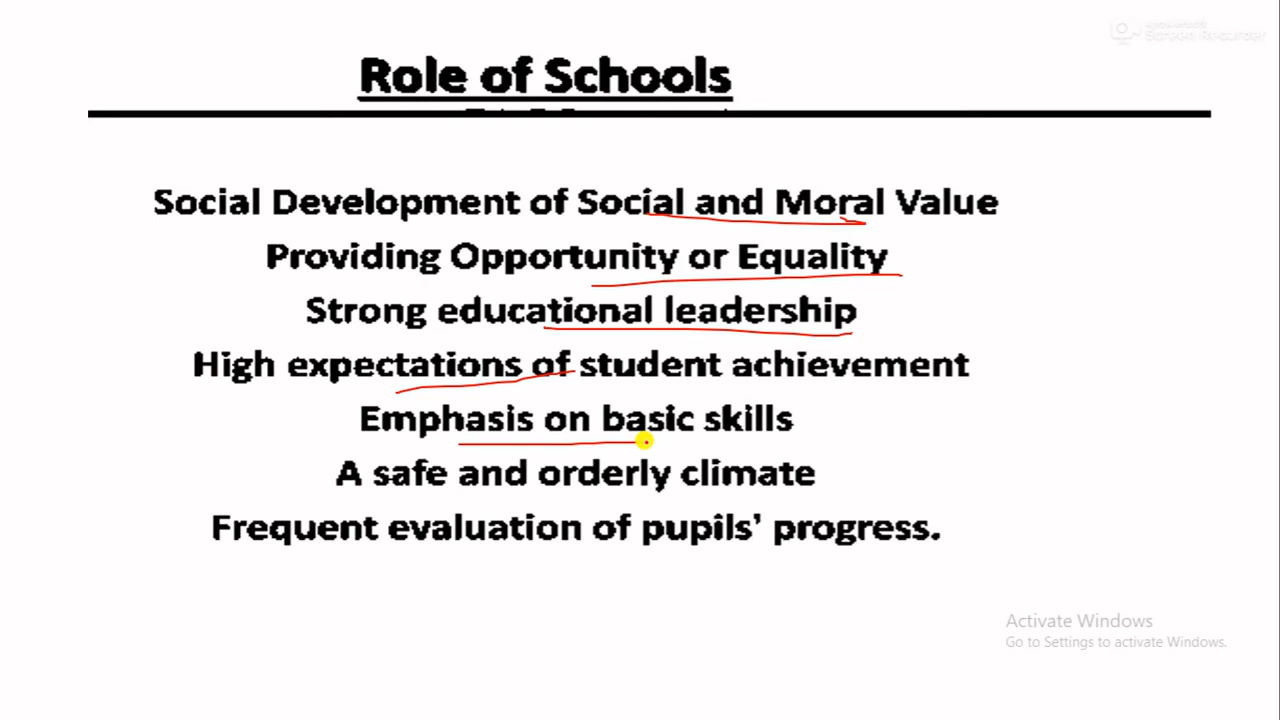 Screen Recorder
Role of Schools
Social Development of Social and Moral Value
Providing Opportunity or Equality
Strong educational leadership
High expectations of student achievement
Emphasis on basic skills
A safe and orderly climate
Frequent evaluation of pupils' progress.
Activate Windows
Go to Settings to activate Windows.